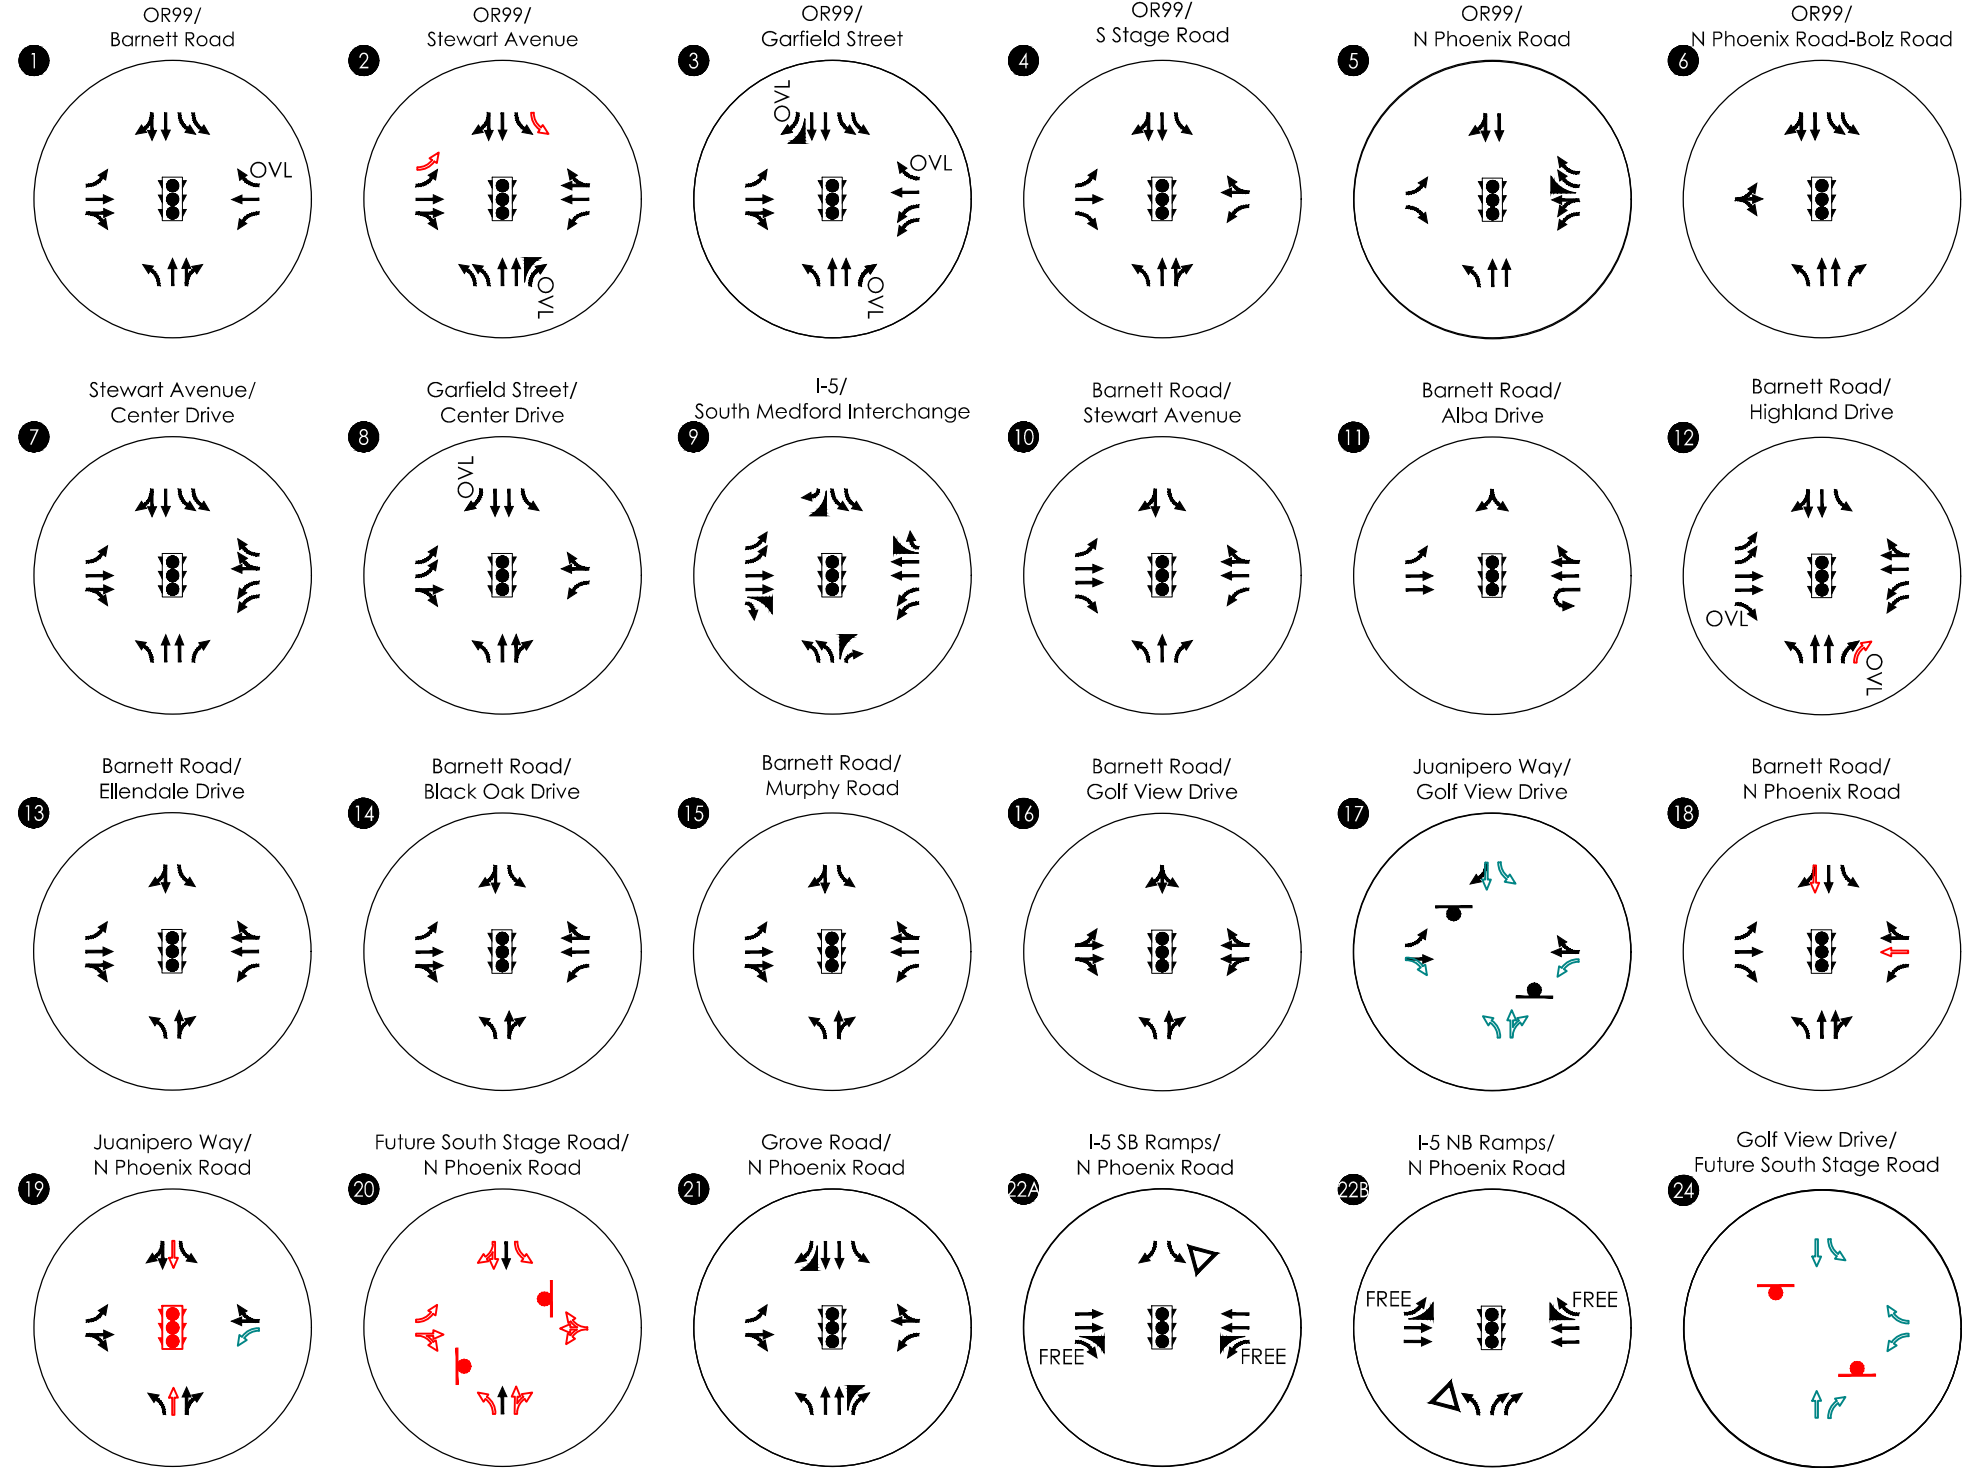 OR99/
Barnett Road
1
OVL
OR99/
Stewart Avenue
2
OVL
OR99/
Garfield Street
3
OVL
OVL
OVL
OR99/
S Stage Road
4
OR99/
N Phoenix Road
5
OR99/
N Phoenix Road-Bolz Road
6
Stewart Avenue/
Center Drive
7
Garfield Street/
Center Drive
8
OVL
I-5/
South Medford Interchange
9
Barnett Road/
Stewart Avenue
10
Barnett Road/
Alba Drive
11
Barnett Road/
Highland Drive
12
OVL
OVL
Barnett Road/
Ellendale Drive
13
Barnett Road/
Black Oak Drive
14
Barnett Road/
Murphy Road
15
Barnett Road/
Golf View Drive
16
Juanipero Way/
Golf View Drive
17
Barnett Road/
N Phoenix Road
18
Juanipero Way/
N Phoenix Road
19
Future South Stage Road/
N Phoenix Road
20
Grove Road/
N Phoenix Road
21
I-5 SB Ramps/
N Phoenix Road
22A
FREE
FREE
I-5 NB Ramps/
N Phoenix Road
22B
FREE
FREE
Golf View Drive/
Future South Stage Road
24